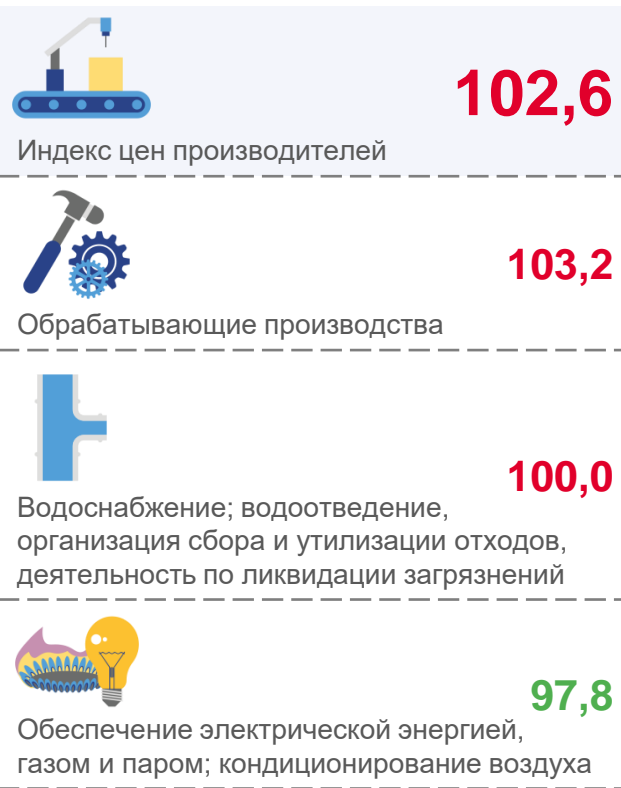 102,6
Индекс цен производителей
103,2
Обрабатывающие производства
100,0
Водоснабжение; водоотведение,
организация сбора и утилизации отходов,
деятельность по ликвидации загрязнений
97,8
Обеспечение электрической энергией,
газом и паром; кондиционирование воздуха